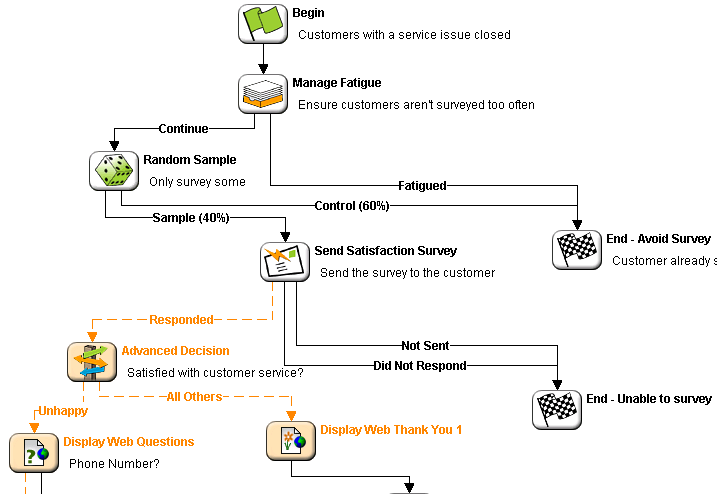 Begin
Customers with a service issue closed
Manage Fatigue
Ensure customers aren't surveyed too often
Continue
Random Sample
Only survey some
Fatigued
Control (60%)
Sample (40%)
End - Avoid Survey
Customer already s
Send Satisfaction Survey
Send the survey to the customer
Responded
Not Sent
Advanced Decision
Did Not Respond
Satisfied with customer service?
All Others
End - Unable to survey
Unhappy
Display Web Thank You 1
Display Web Questions
Phone Number?